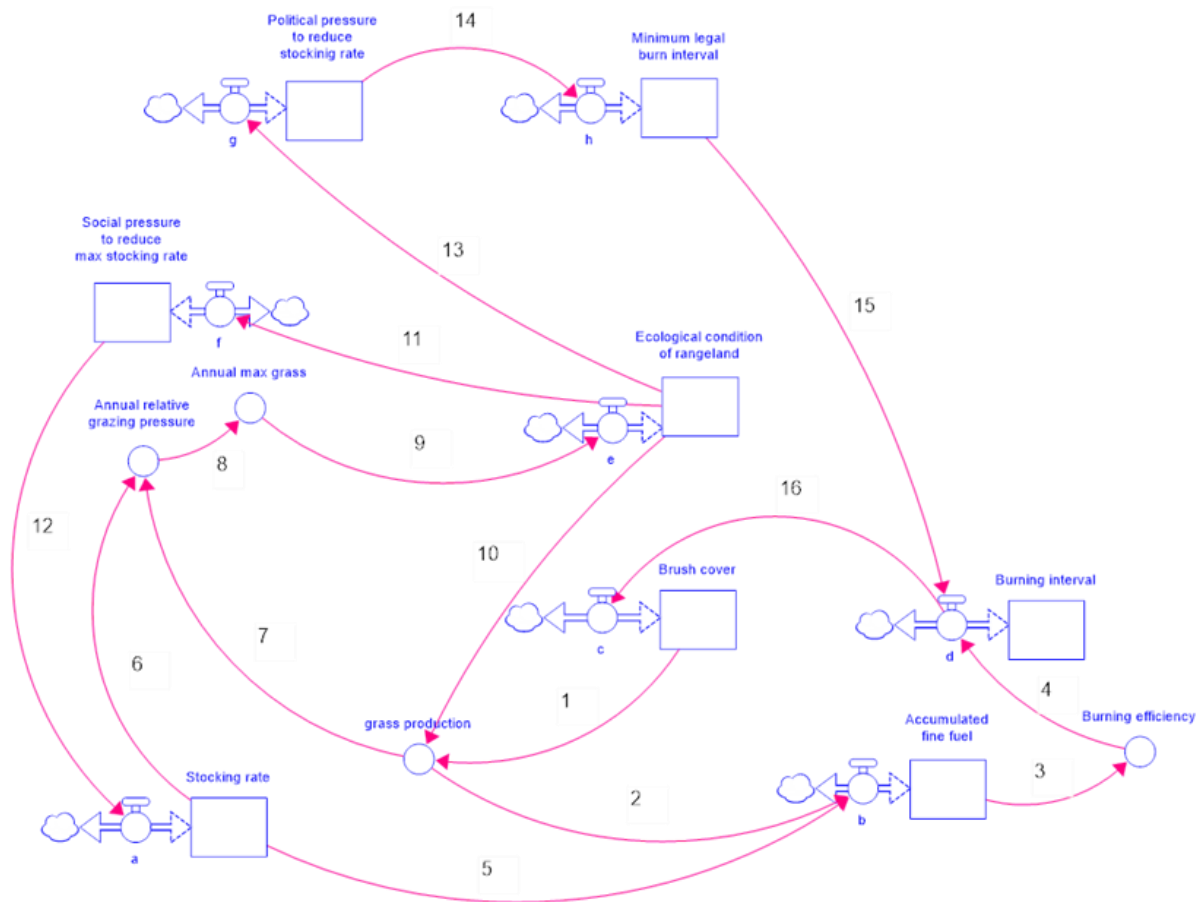 Political pressure
to reduce
stockinig rate
14
Minimum legal
burn interval
g
h
Social pressure
to reduce
max stocking rate
13
15
f
11
Ecological condition
of rangeland
Annual max grass
Annual relative
grazing pressure
9
e
8
16
12
10
Brush cover
Burning interval
7
c
d
6
1
4
grass production
Accumulated
fine fuel
Burning efficiency
Stocking rate
2
3
b
a
5